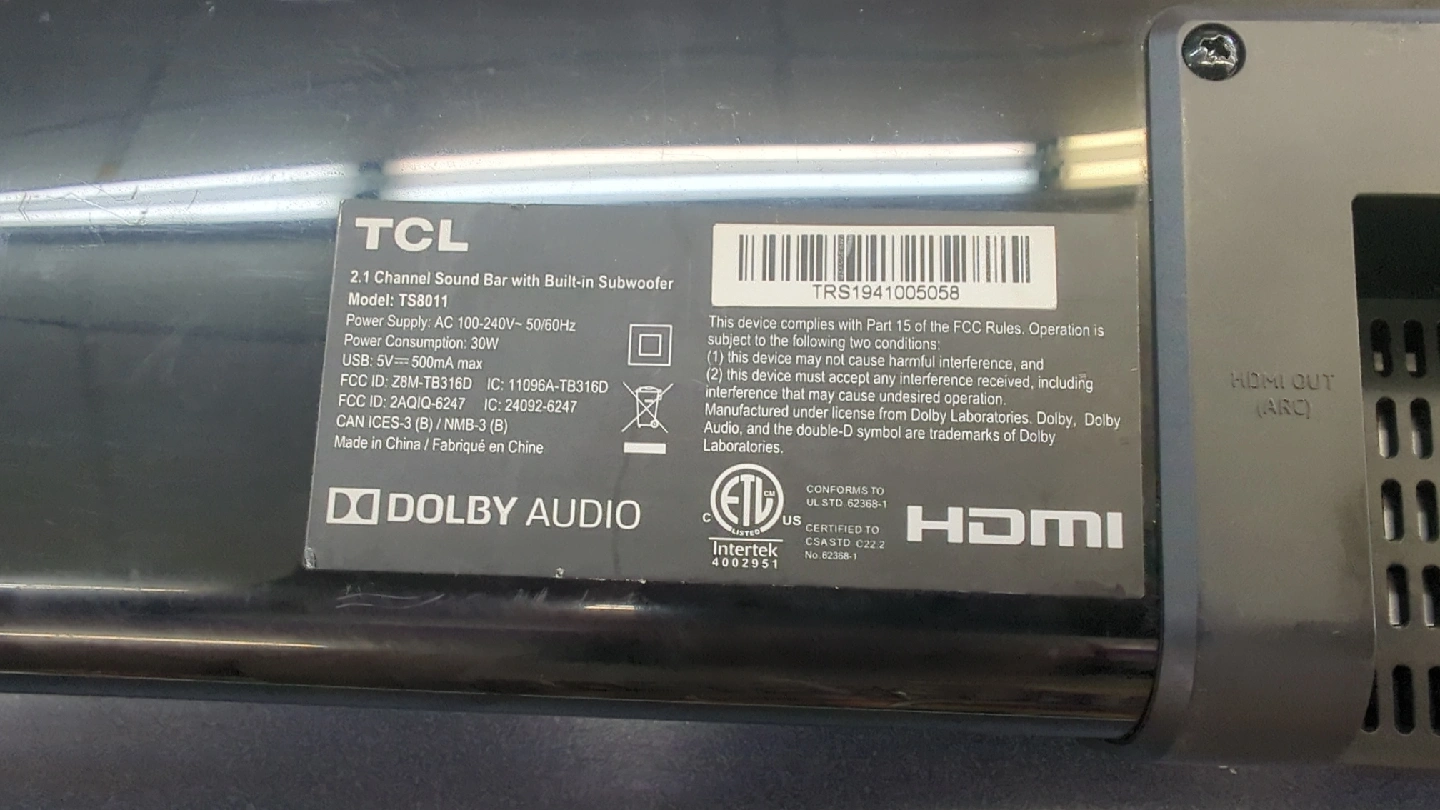 TCL
2.1 Channel Sound Bar with Built-in Subwoofer
Model: TS8011
Power Supply: AC 100-240V~ 50/60Hz
Power Consumption: 30W
USB: 5V⎓500mA max
FCC ID: Z8M-TB316D IC: 11096A-TB316D
FCC ID: 2AQIQ-6247 IC: 24092-6247
CAN ICES-3 (B) / NMB-3 (B)
Made in China / Fabriqué en Chine
DOLBY AUDIO
TRS1941005058
This device complies with Part 15 of the FCC Rules. Operation is
subject to the following two conditions:
(1) this device may not cause harmful interference, and
(2) this device must accept any interference received, including
interference that may cause undesired operation.
Manufactured under license from Dolby Laboratories. Dolby, Dolby
Audio, and the double-D symbol are trademarks of Dolby
Laboratories.
ETL CM
LISTED
C US
Intertek
4002951
CONFORMS TO
UL STD 62368-1
CERTIFIED TO
CSA STD C22.2
No.62368-1
HDMI
HDMI OUT
(ARC)